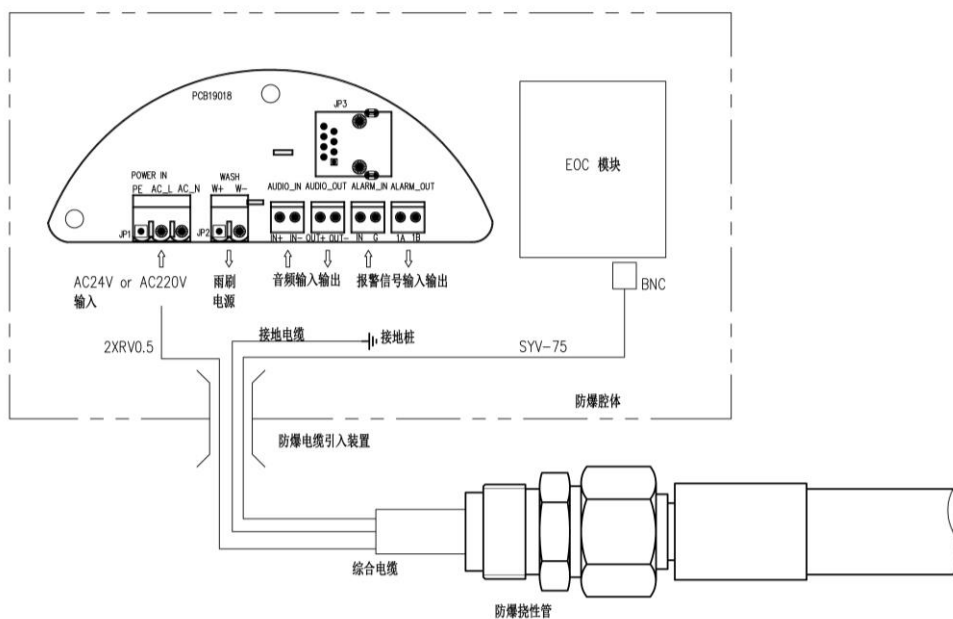 PCB19018
JP3
EOC 模块
POWER IN
PE AC_L AC_N
WASH
W+ W-
AUDIO_IN AUDIO_OUT ALARM_IN ALARM_OUT
JP1
JP2
IN+ IN- OUT+ OUT- IN G 1A 1B
AC24V or AC220V
输入
雨刷
电源
音频输入输出
报警信号输入输出
BNC
接地电缆
接地桩
2XRV0.5
SYV-75
防爆腔体
防爆电缆引入装置
综合电缆
防爆挠性管